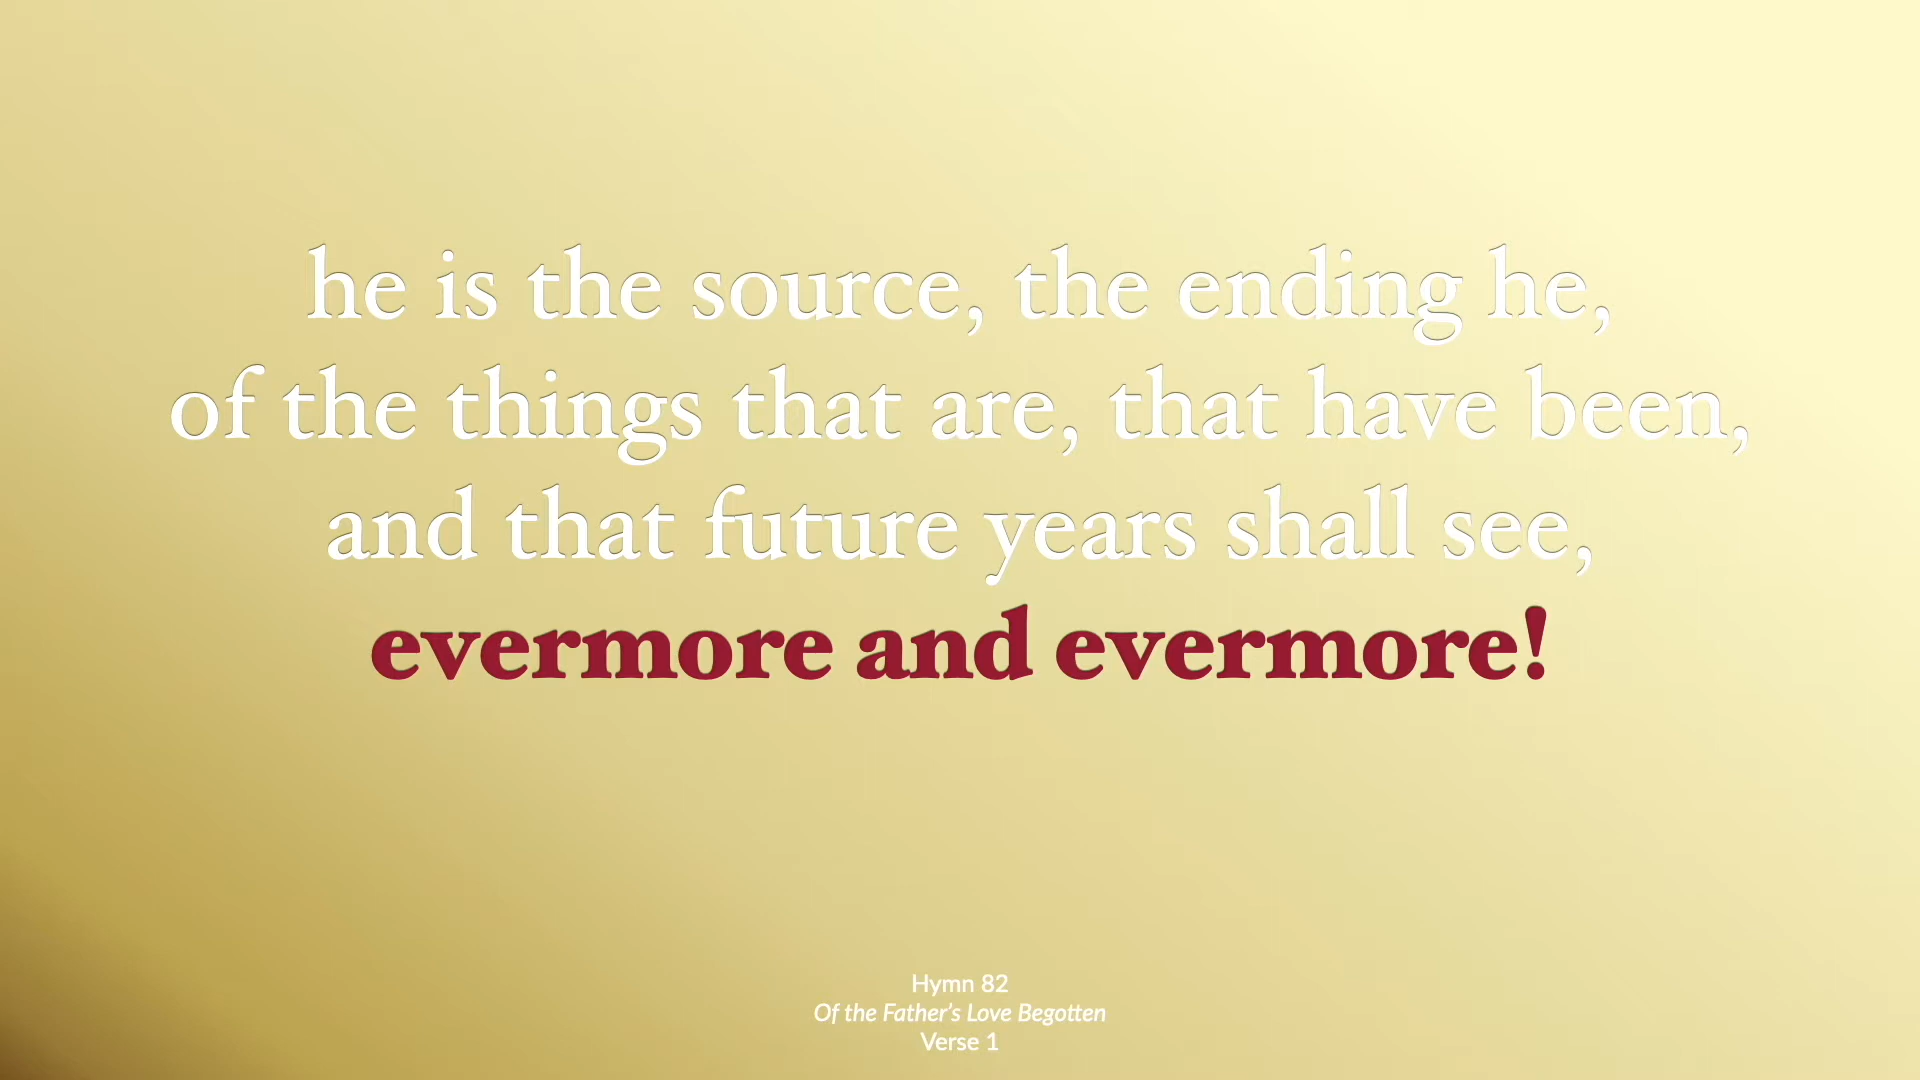 he is the source, the ending he,
of the things that are, that have been,
and that future years shall see,
evermore and evermore!
Hymn 82
Of the Father’s Love Begotten
Verse 1